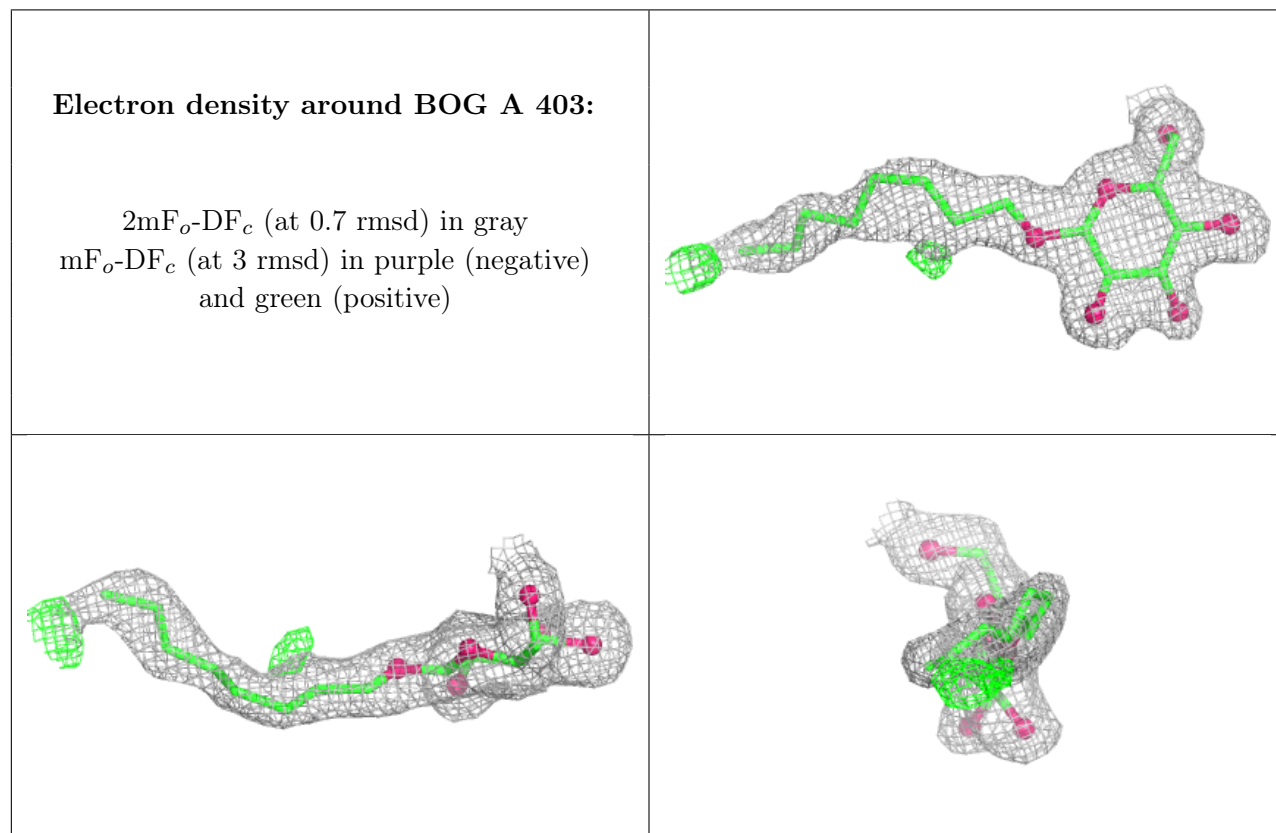 Electron density around BOG A 403:
2mFo-DFc (at 0.7 rmsd) in gray
mFo-DFc (at 3 rmsd) in purple (negative)
and green (positive)